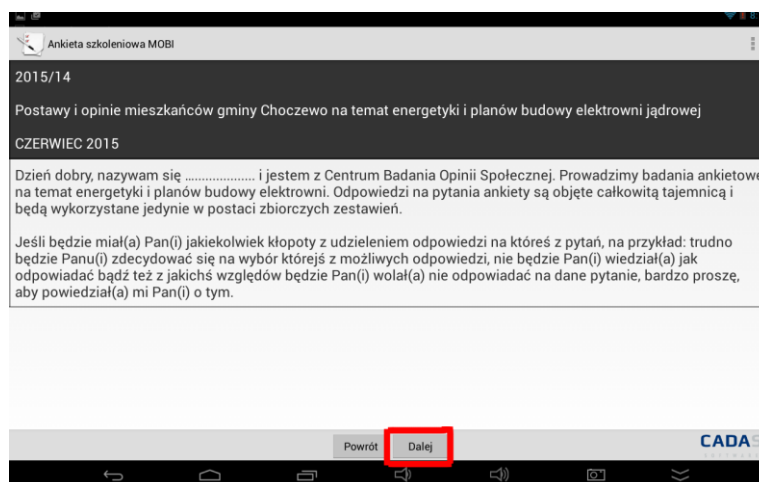 8:
Ankieta szkoleniowa MOBI
2015/14
Postawy i opinie mieszkańców gminy Choczewo na temat energetyki i planów budowy elektrowni jądrowej
CZERWIEC 2015
Dzień dobry, nazywam się ................... i jestem z Centrum Badania Opinii Społecznej. Prowadzimy badania ankietowe
na temat energetyki i planów budowy elektrowni. Odpowiedzi na pytania ankiety są objęte całkowitą tajemnicą i
będą wykorzystane jedynie w postaci zbiorczych zestawień.
Jeśli będzie miał(a) Pan(i) jakiekolwiek kłopoty z udzieleniem odpowiedzi na któreś z pytań, na przykład: trudno
będzie Panu(i) zdecydować się na wybór którejś z możliwych odpowiedzi, nie będzie Pan(i) wiedział(a) jak
odpowiadać bądź też z jakichś względów będzie Pan(i) wolał(a) nie odpowiadać na dane pytanie, bardzo proszę,
aby powiedział(a) mi Pan(i) o tym.
Powrót Dalej
CADAS